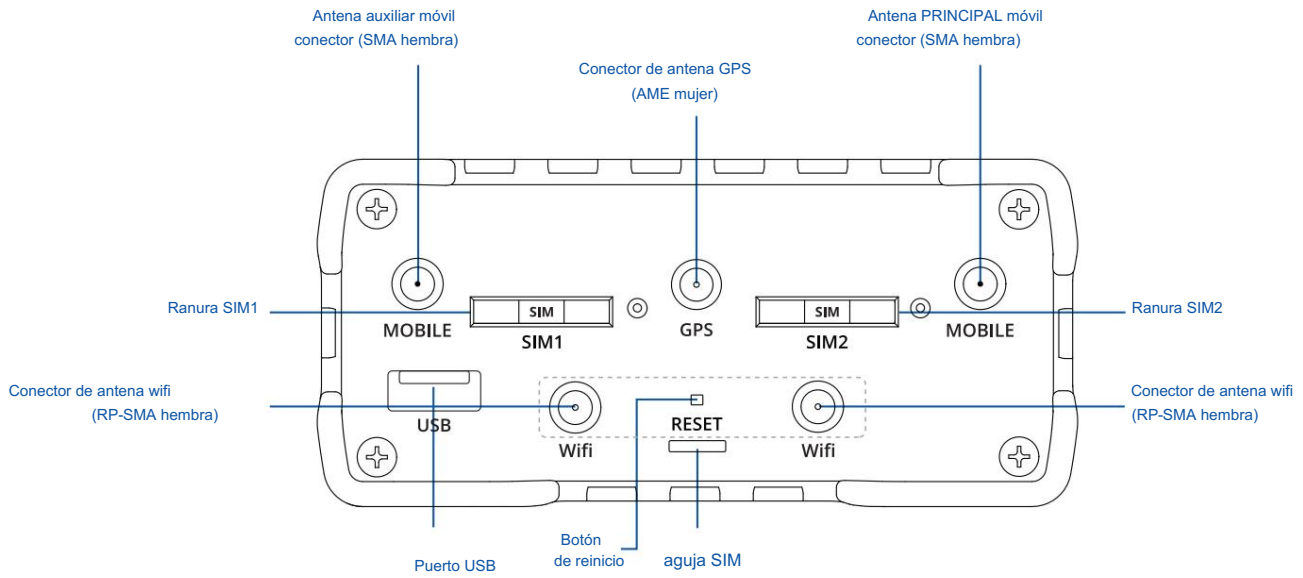 Antena auxiliar móvil
conector (SMA hembra)
Antena PRINCIPAL móvil
conector (SMA hembra)
Conector de antena GPS
(AME mujer)
Ranura SIM1
SIM
SIM
Ranura SIM2
MOBILE
SIM1
GPS
SIM2
MOBILE
Conector de antena wifi
(RP-SMA hembra)
Conector de antena wifi
(RP-SMA hembra)
USB
RESET
Wifi
Wifi
Botón
de reinicio
aguja SIM
Puerto USB